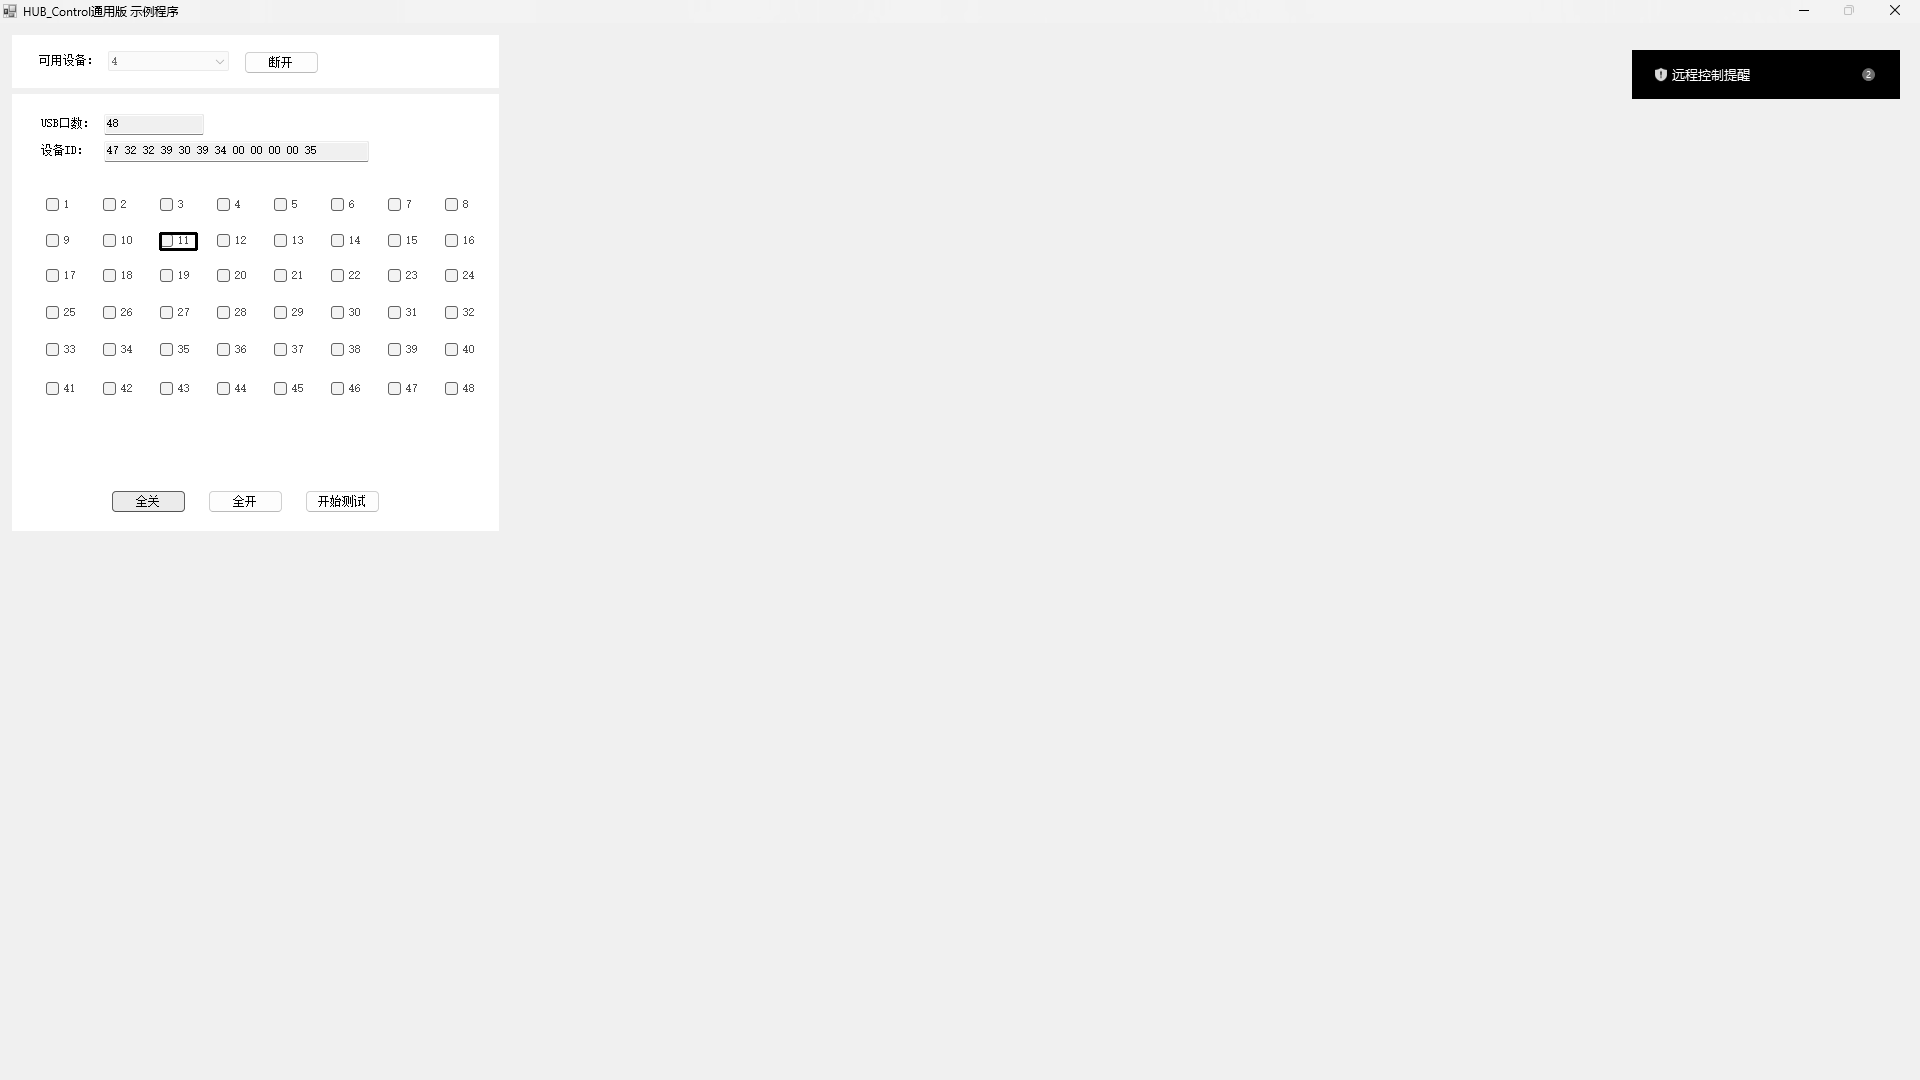 HUB_Control通用版 示例程序
可用设备： 4 断开
远程控制提醒 2
USB口数： 48
设备ID： 47 32 32 39 30 39 34 00 00 00 00 35
1 2 3 4 5 6 7 8
9 10 11 12 13 14 15 16
17 18 19 20 21 22 23 24
25 26 27 28 29 30 31 32
33 34 35 36 37 38 39 40
41 42 43 44 45 46 47 48
全关 全开 开始测试